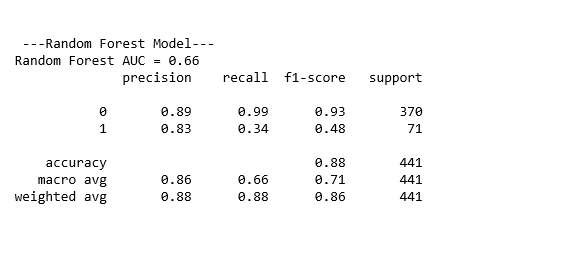 ---Random Forest Model---
Random Forest AUC = 0.66
precision recall f1-score support
0 0.89 0.99 0.93 370
1 0.83 0.34 0.48 71
accuracy 0.88 441
macro avg 0.86 0.66 0.71 441
weighted avg 0.88 0.88 0.86 441